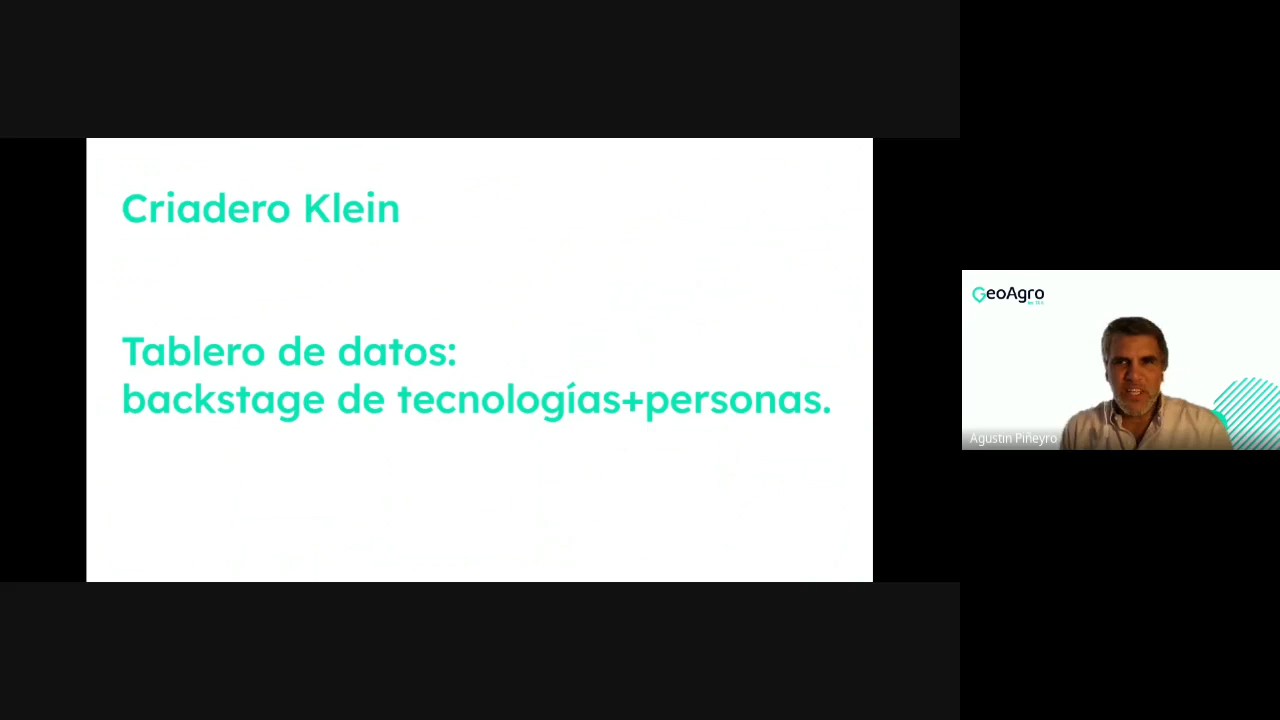 Criadero Klein
Tablero de datos:
backstage de tecnologías+personas.
GeoAgro
Agustin Piñeyro